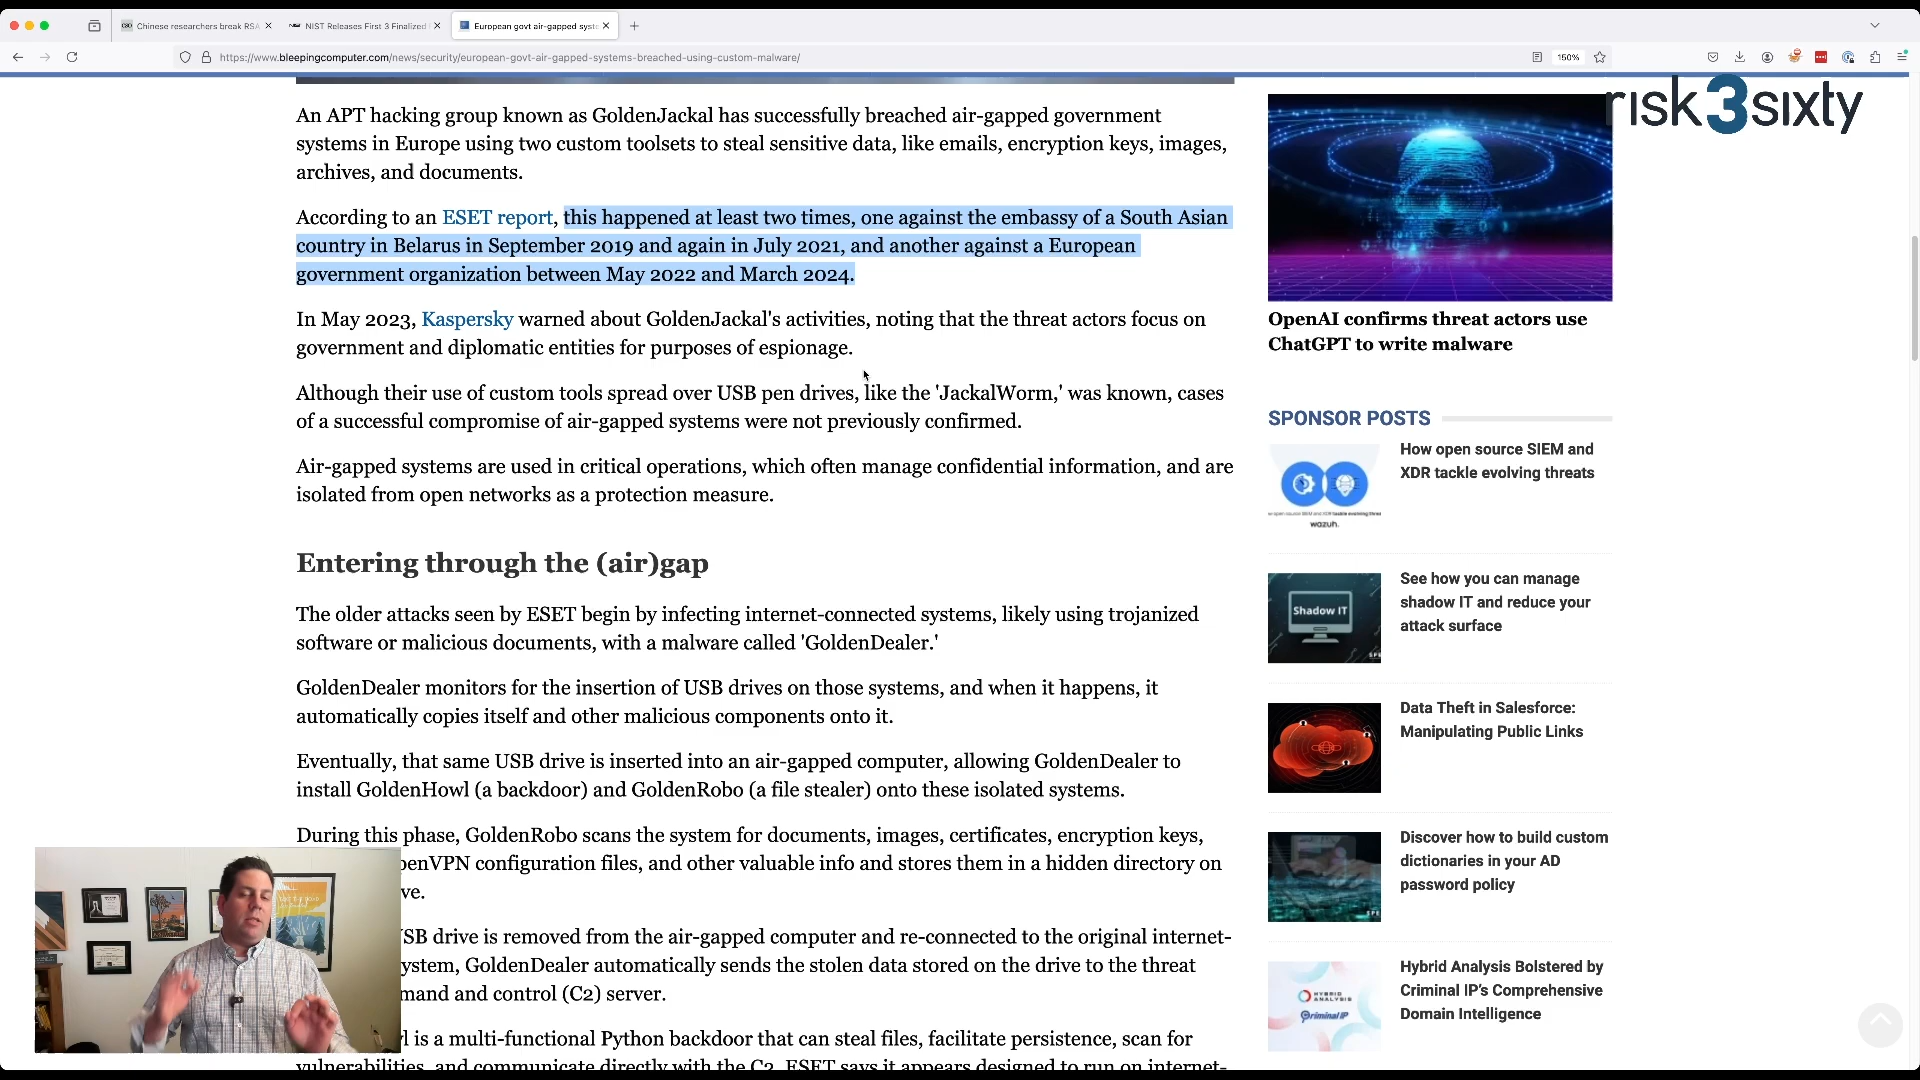 Chinese researchers break RSA
NIST Releases First 3 Finalized
European govt air-gapped syste
https://www.bleepingcomputer.com/news/security/european-govt-air-gapped-systems-breached-using-custom-malware/
150%
risk3sixty
An APT hacking group known as GoldenJackal has successfully breached air-gapped government
systems in Europe using two custom toolsets to steal sensitive data, like emails, encryption keys, images,
archives, and documents.
According to an ESET report, this happened at least two times, one against the embassy of a South Asian
country in Belarus in September 2019 and again in July 2021, and another against a European
government organization between May 2022 and March 2024.
In May 2023, Kaspersky warned about GoldenJackal's activities, noting that the threat actors focus on
government and diplomatic entities for purposes of espionage.
Although their use of custom tools spread over USB pen drives, like the 'JackalWorm,' was known, cases
of a successful compromise of air-gapped systems were not previously confirmed.
Air-gapped systems are used in critical operations, which often manage confidential information, and are
isolated from open networks as a protection measure.
Entering through the (air)gap
The older attacks seen by ESET begin by infecting internet-connected systems, likely using trojanized
software or malicious documents, with a malware called 'GoldenDealer.'
GoldenDealer monitors for the insertion of USB drives on those systems, and when it happens, it
automatically copies itself and other malicious components onto it.
Eventually, that same USB drive is inserted into an air-gapped computer, allowing GoldenDealer to
install GoldenHowl (a backdoor) and GoldenRobo (a file stealer) onto these isolated systems.
During this phase, GoldenRobo scans the system for documents, images, certificates, encryption keys,
penVPN configuration files, and other valuable info and stores them in a hidden directory on
ve.
SB drive is removed from the air-gapped computer and re-connected to the original internet-
ystem, GoldenDealer automatically sends the stolen data stored on the drive to the threat
mand and control (C2) server.
l is a multi-functional Python backdoor that can steal files, facilitate persistence, scan for
vulnerabilities, and communicate directly with the C2. ESET says it appears designed to run on internet-
OpenAI confirms threat actors use
ChatGPT to write malware
SPONSOR POSTS
How open source SIEM and
XDR tackle evolving threats
wazuh.
See how you can manage
shadow IT and reduce your
attack surface
Shadow IT
Data Theft in Salesforce:
Manipulating Public Links
Discover how to build custom
dictionaries in your AD
password policy
Hybrid Analysis Bolstered by
Criminal IP's Comprehensive
Domain Intelligence
HYBRID
ANALYSIS
Criminal IP